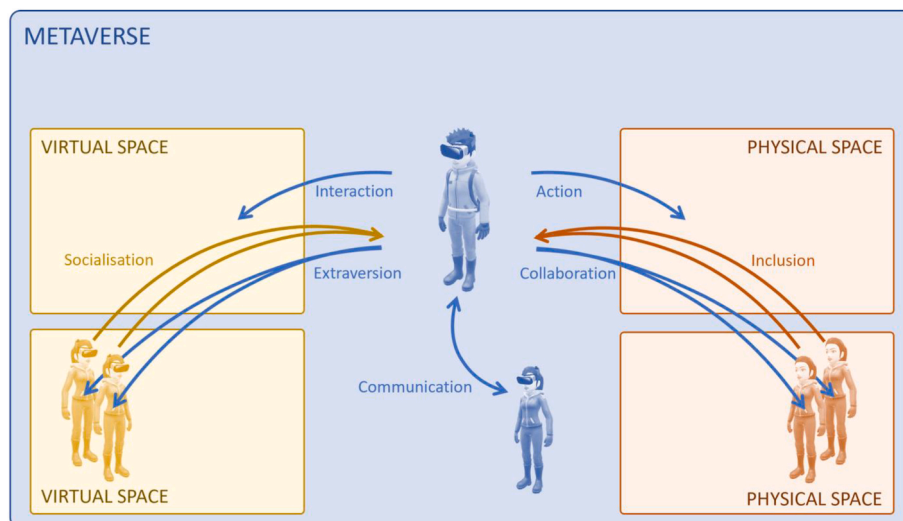 METAVERSE
VIRTUAL SPACE
PHYSICAL SPACE
Interaction
Action
Socialisation
Inclusion
Extraversion
Collaboration
Communication
VIRTUAL SPACE
PHYSICAL SPACE